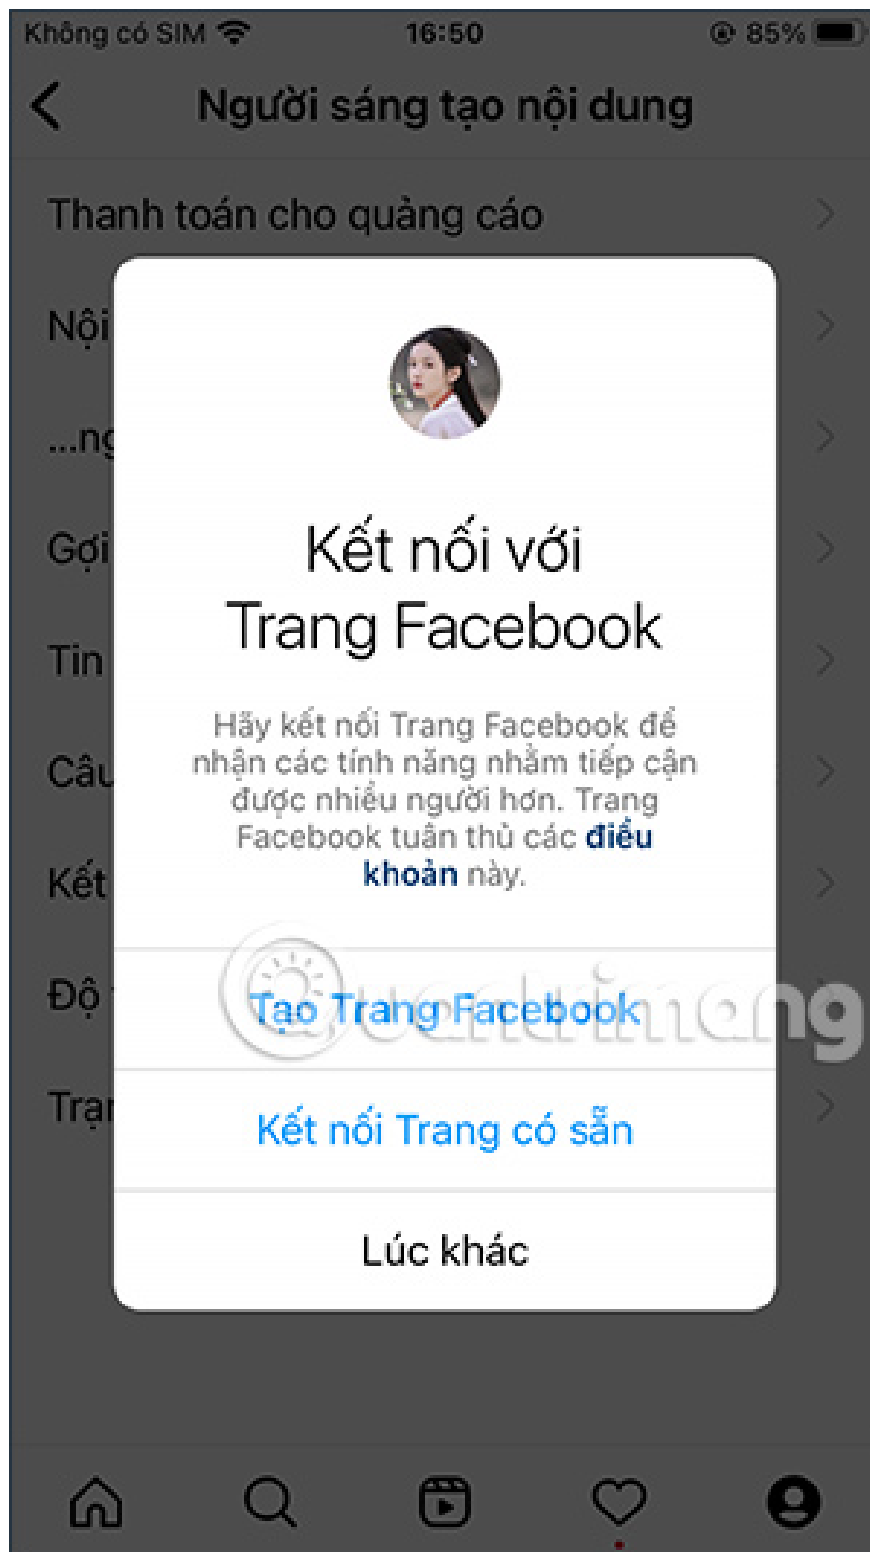 Không có SIM 16:50 85%
Người sáng tạo nội dung
Thanh toán cho quảng cáo
Nội
...ng
Gợi
Tin
Câu
Kết
Độ
Trạn
Kết nối với
Trang Facebook
Hãy kết nối Trang Facebook để
nhận các tính năng nhằm tiếp cận
được nhiều người hơn. Trang
Facebook tuân thủ các điều
khoản này.
Tạo Trang Facebook
Quantrimang
Kết nối Trang có sẵn
Lúc khác